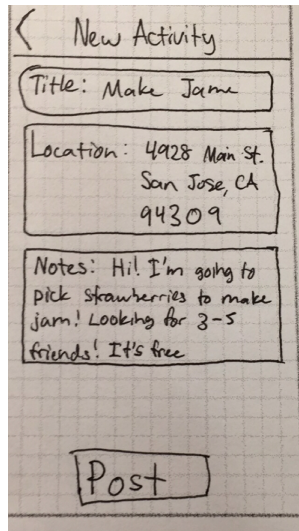 New Activity
Title: Make Jame
Location: 4928 Main St.
San Jose, CA
94309
Notes: Hi! I'm going to
pick strawberries to make
jam! Looking for 3-5
friends! It's free
Post